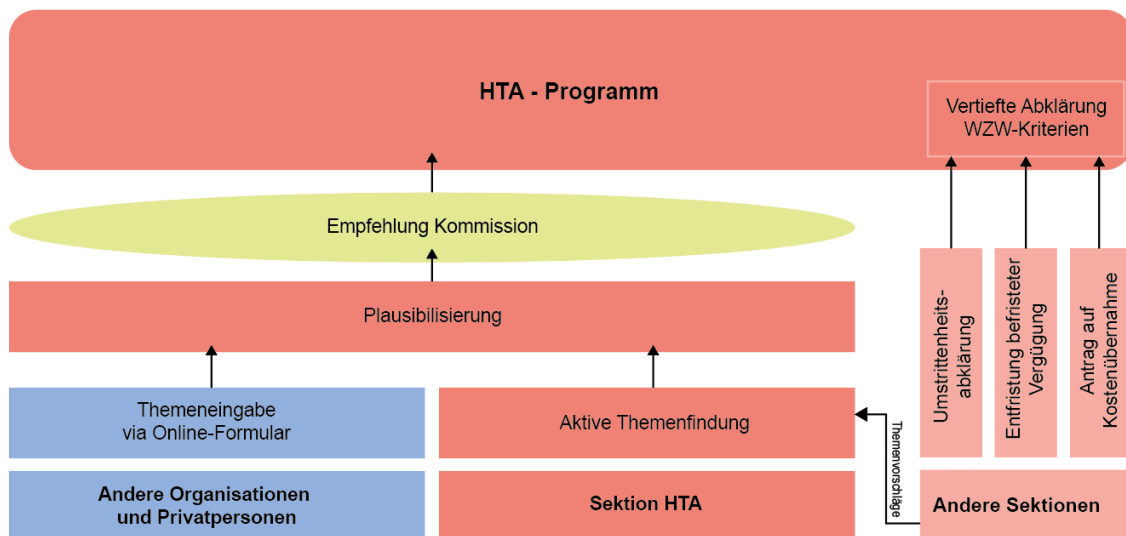 HTA - Programm
Vertiefte Abklärung
WZW-Kriterien
Empfehlung Kommission
Plausibilisierung
Umstrittenheits-
abklärung
Entfristung befristeter
Vergügung
Antrag auf
Kostenübernahme
Themeneingabe
via Online-Formular
Aktive Themenfindung
Themenvorschläge
Andere Organisationen
und Privatpersonen
Sektion HTA
Andere Sektionen